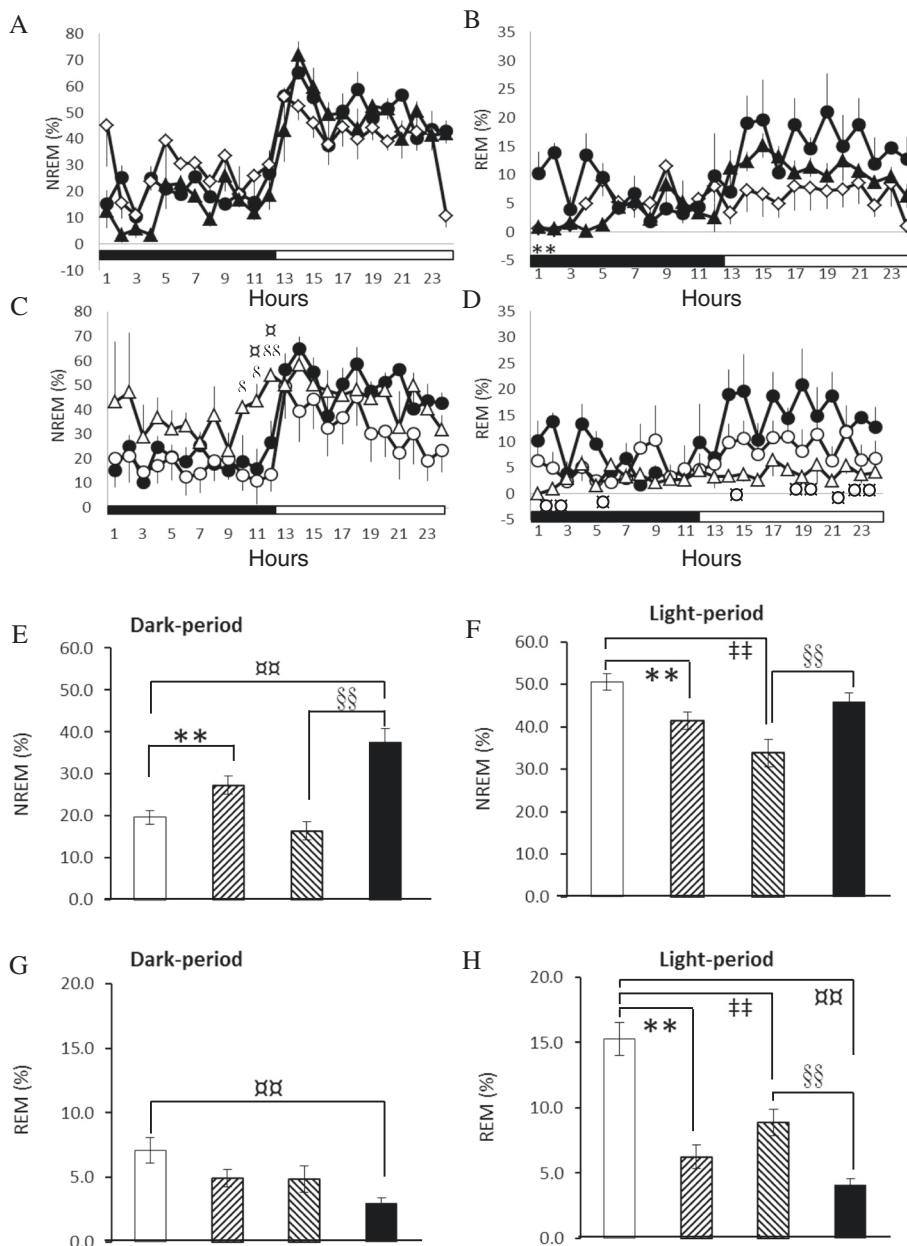 A
NREM (%)
80
70
60
50
40
30
20
10
0
-10
1 3 5 7 9 11 13 15 17 19 21 23
Hours
B
REM (%)
35
30
25
20
15
10
5
0
-5
**
1 3 5 7 9 11 13 15 17 19 21 23
Hours
C
NREM (%)
80
70
60
50
40
30
20
10
0
§
¤
§
¤
§§
1 3 5 7 9 11 13 15 17 19 21 23
Hours
D
REM (%)
35
30
25
20
15
10
5
0
-5
¤¤ ¤ ¤ ¤¤ ¤ ¤¤
1 3 5 7 9 11 13 15 17 19 21 23
Hours
E
Dark-period
NREM (%)
60.0
50.0
40.0
30.0
20.0
10.0
0.0
¤¤
§§
**
F
Light-period
NREM (%)
60.0
50.0
40.0
30.0
20.0
10.0
0.0
‡‡
§§
**
G
Dark-period
REM (%)
20.0
15.0
10.0
5.0
0.0
¤¤
H
Light-period
REM (%)
20.0
15.0
10.0
5.0
0.0
¤¤
‡‡
**
§§